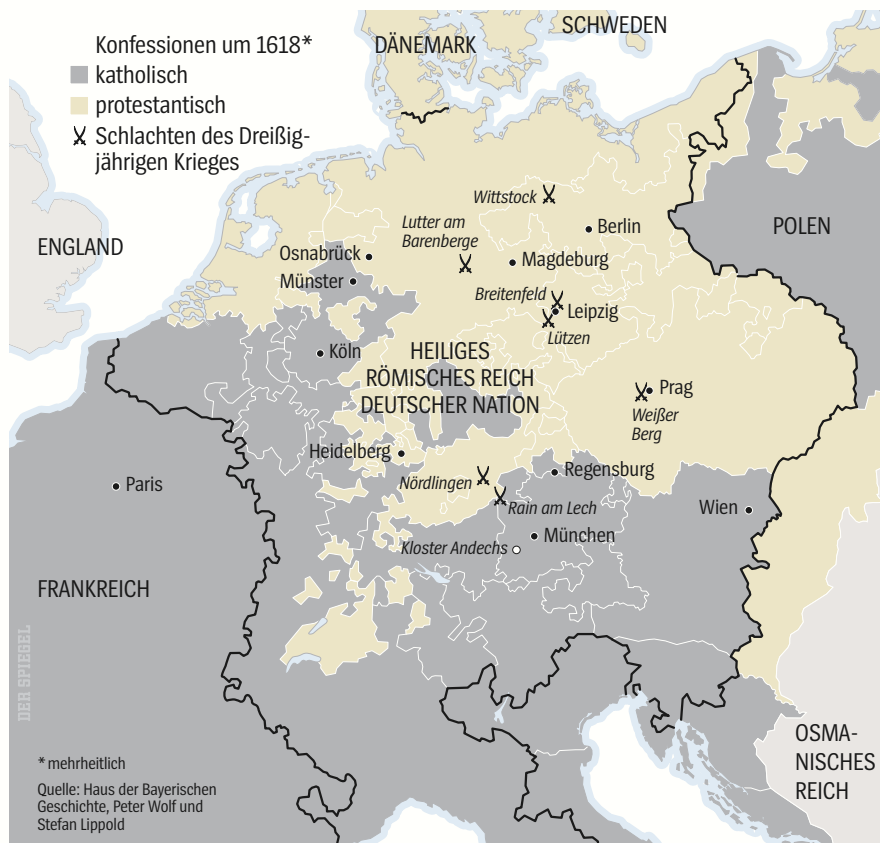 Konfessionen um 1618*
katholisch
protestantisch
Schlachten des Dreißig-
jährigen Krieges
DÄNEMARK
SCHWEDEN
ENGLAND
POLEN
Wittstock
Berlin
Lutter am
Barenberge
Osnabrück
Magdeburg
Münster
Breitenfeld
Leipzig
Lützen
Köln
HEILIGES
RÖMISCHES REICH
DEUTSCHER NATION
Prag
Weißer
Berg
Heidelberg
Regensburg
Nördlingen
Paris
Rain am Lech
Wien
München
Kloster Andechs
FRANKREICH
DER SPIEGEL
OSMA-
NISCHES
REICH
* mehrheitlich
Quelle: Haus der Bayerischen
Geschichte, Peter Wolf und
Stefan Lippold